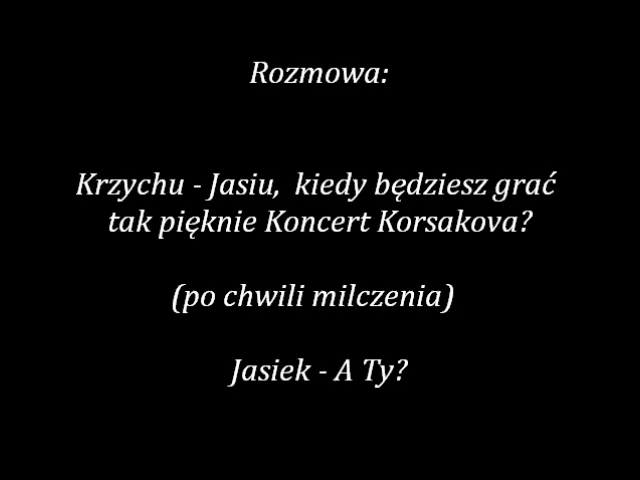 Rozmowa:
Krzychu - Jasiu, kiedy będziesz grać
tak pięknie Koncert Korsakova?
(po chwili milczenia)
Jasiek - A Ty?